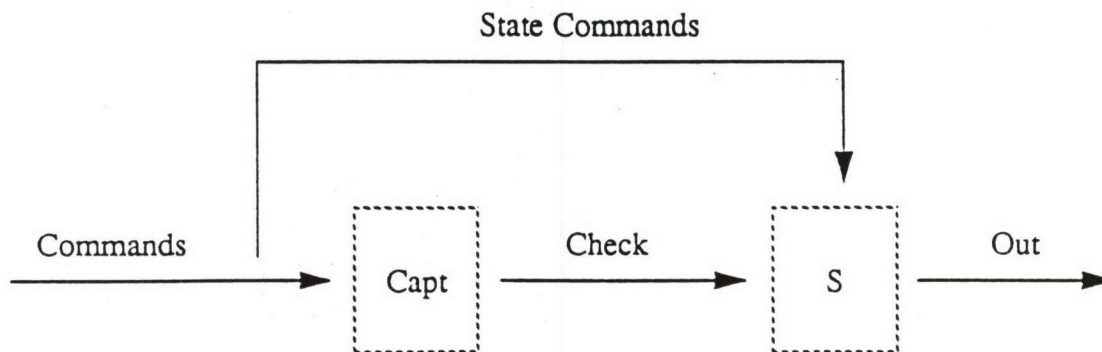 State Commands
Commands
Capt
Check
S
Out